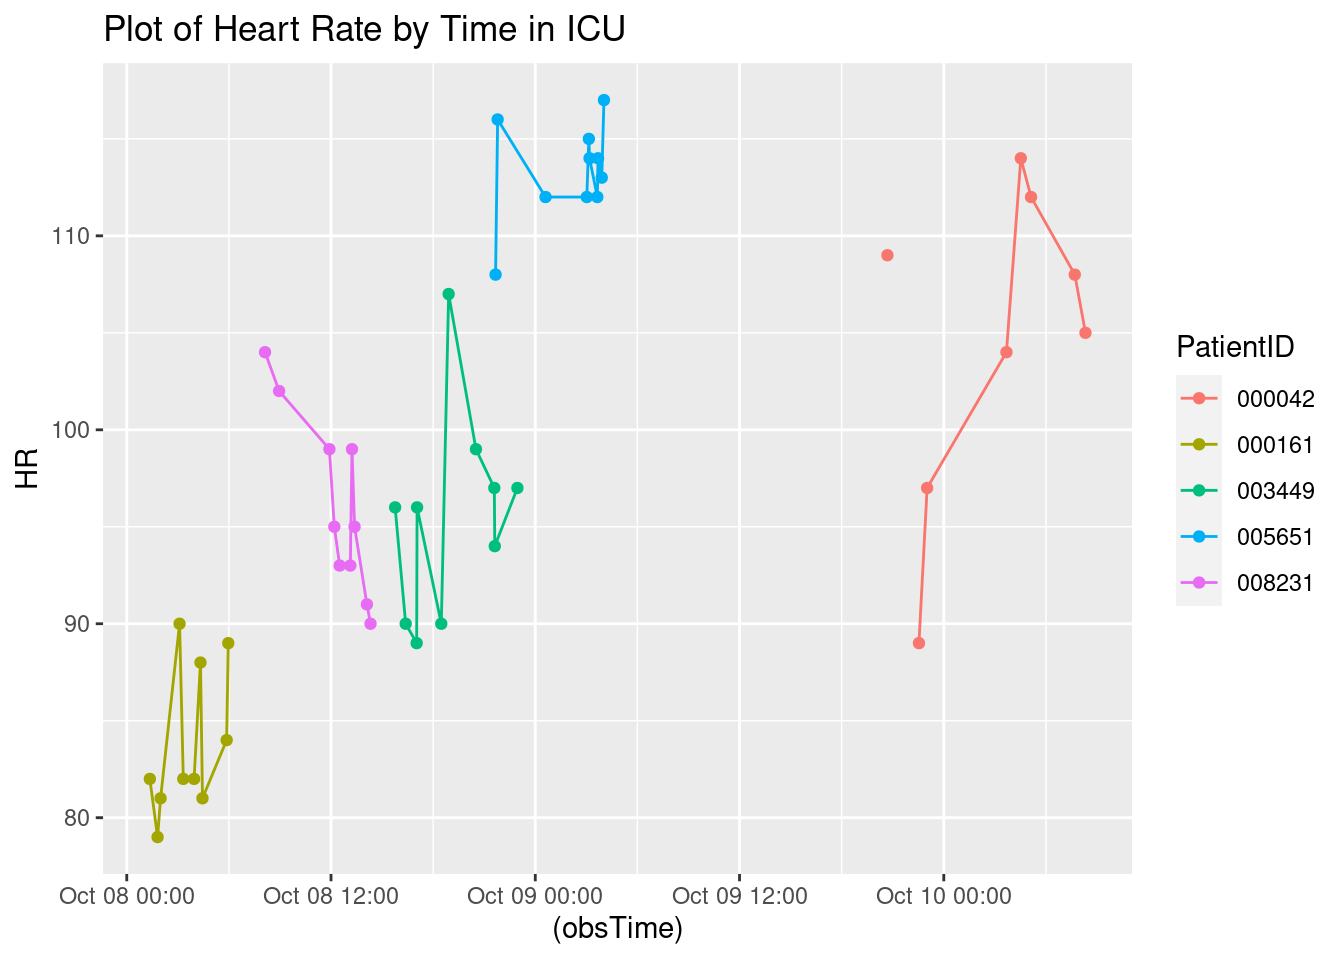 Plot of Heart Rate by Time in ICU
HR
110
100
90
80
Oct 08 00:00
Oct 08 12:00
Oct 09 00:00
Oct 09 12:00
Oct 10 00:00
(obsTime)
PatientID
000042
000161
003449
005651
008231